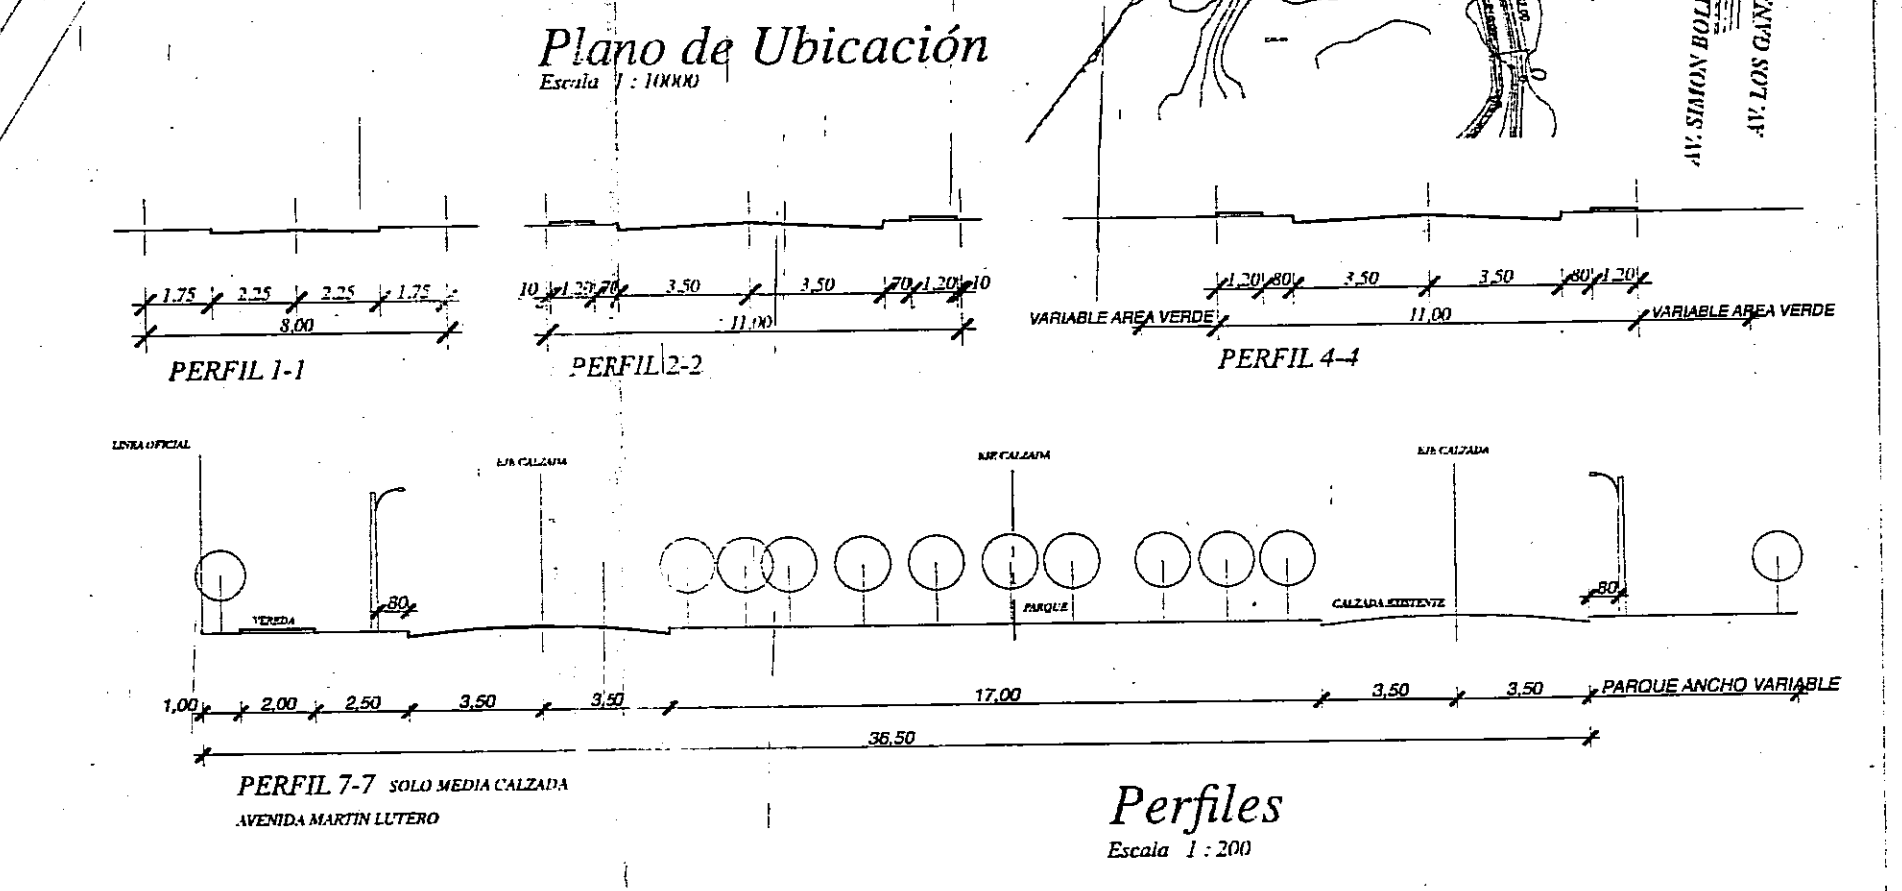 Plano de Ubicación
Escala 1 : 10000
AV. SIMON BOLI
AV. LOS GANA
1.75 2.25 2.25 1.75
8,00
PERFIL 1-1
10 1,20 70 3.50 3,50 70 1,20 10
11,00
PERFIL 2-2
1,20 80 3,50 3,50 80 1,20
VARIABLE AREA VERDE 11,00 VARIABLE AREA VERDE
PERFIL 4-4
LINEA OFICIAL
EJE CALZADA EJE CALZADA EJE CALZADA
80 80
VEREDA PARQUE CALZADA EXISTENTE
1,00 2,00 2,50 3,50 3,50 17,00 3,50 3,50 PARQUE ANCHO VARIABLE
36,50
PERFIL 7-7 SOLO MEDIA CALZADA
AVENIDA MARTIN LUTERO
Perfiles
Escala 1 : 200